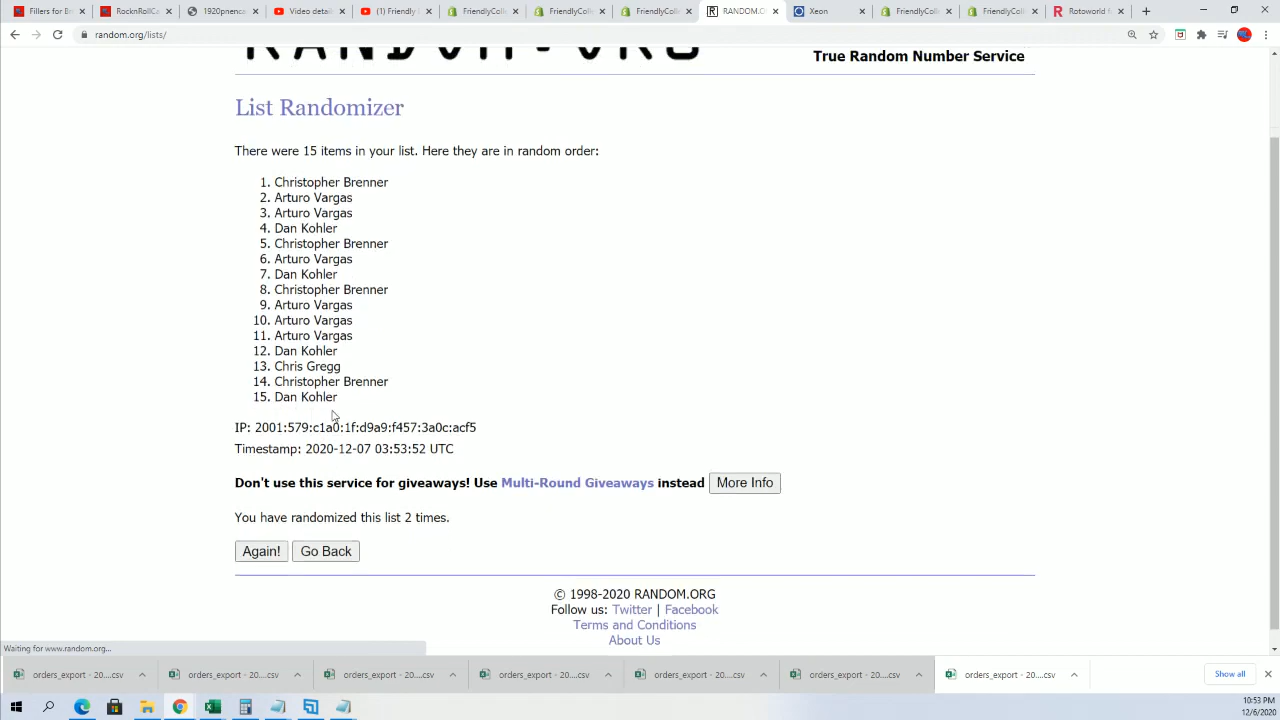 Fillers for B
RocknRollCa
1920pnenca
Video detail
(1) Friendly
FriendlyColl
FriendlyColl
FriendlyColl
RANDOM.O
Xeon
FriendlyColl
FriendlyColl
Rotoworld f
random.org/lists/
RANDOM.ORG
True Random Number Service
List Randomizer
There were 15 items in your list. Here they are in random order:
1. Christopher Brenner
2. Arturo Vargas
3. Arturo Vargas
4. Dan Kohler
5. Christopher Brenner
6. Arturo Vargas
7. Dan Kohler
8. Christopher Brenner
9. Arturo Vargas
10. Arturo Vargas
11. Arturo Vargas
12. Dan Kohler
13. Chris Gregg
14. Christopher Brenner
15. Dan Kohler
IP: 2001:579:c1a0:1f:d9a9:f457:3a0c:acf5
Timestamp: 2020-12-07 03:53:52 UTC
Don't use this service for giveaways! Use Multi-Round Giveaways instead More Info
You have randomized this list 2 times.
Again! Go Back
© 1998-2020 RANDOM.ORG
Follow us: Twitter | Facebook
Terms and Conditions
About Us
Waiting for www.random.org...
orders_export - 20....csv
orders_export - 20....csv
orders_export - 20....csv
orders_export - 20....csv
orders_export - 20....csv
orders_export - 20....csv
orders_export - 20....csv
Show all
10:53 PM
12/6/2020